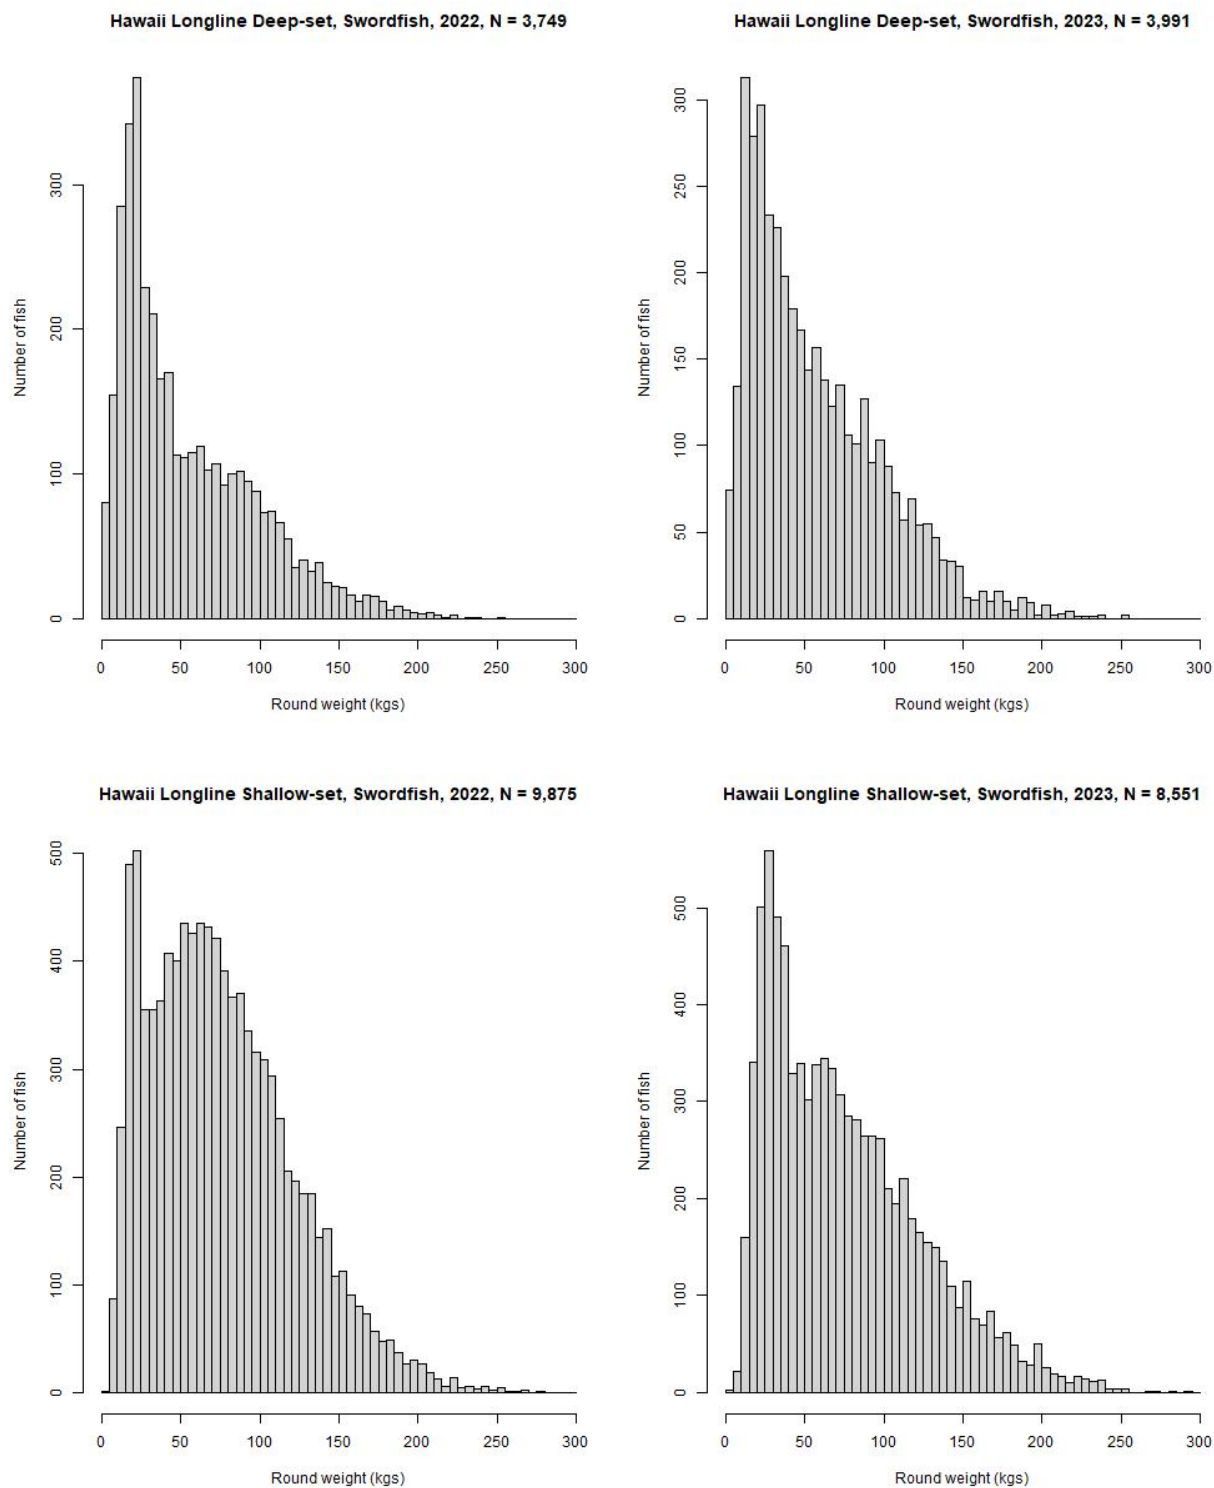 Hawaii Longline Deep-set, Swordfish, 2022, N = 3,749
300
200
100
0
Number of fish
0 50 100 150 200 250 300
Round weight (kgs)
Hawaii Longline Deep-set, Swordfish, 2023, N = 3,991
300
250
200
150
100
50
0
Number of fish
0 50 100 150 200 250 300
Round weight (kgs)
Hawaii Longline Shallow-set, Swordfish, 2022, N = 9,875
500
400
300
200
100
0
Number of fish
0 50 100 150 200 250 300
Round weight (kgs)
Hawaii Longline Shallow-set, Swordfish, 2023, N = 8,551
500
400
300
200
100
0
Number of fish
0 50 100 150 200 250 300
Round weight (kgs)